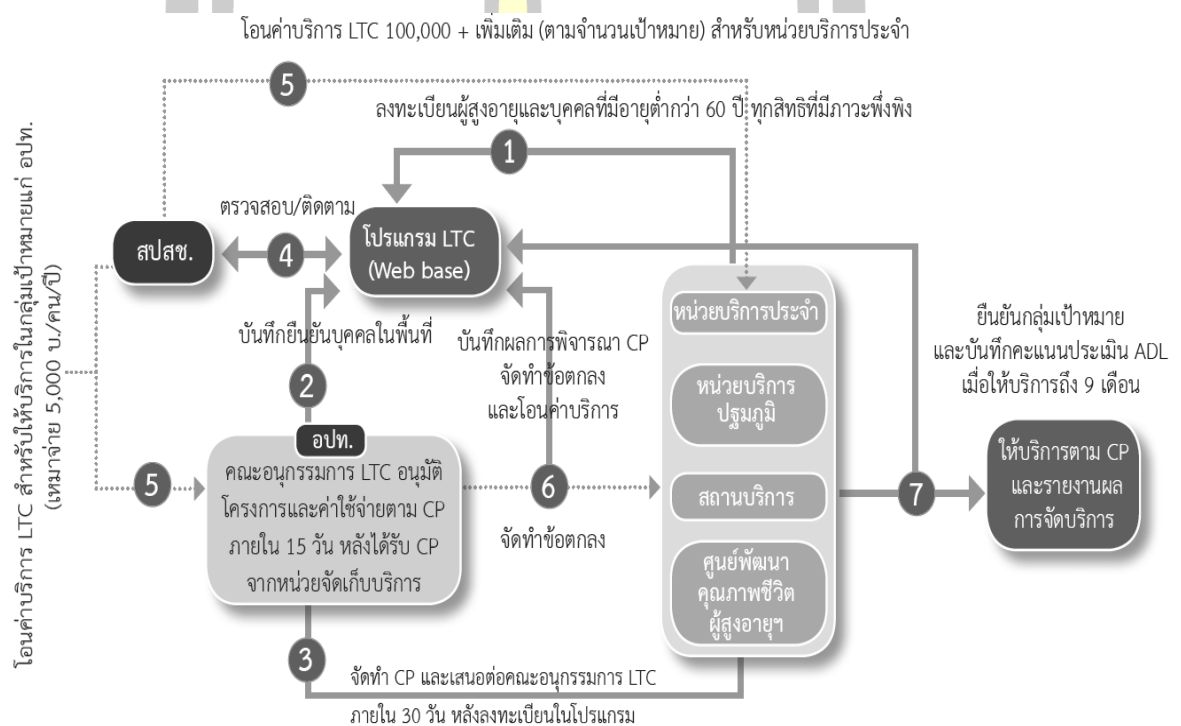 โอนค่าบริการ LTC 100,000 + เพิ่มเติม (ตามจำนวนเป้าหมาย) สำหรับหน่วยบริการประจำ
5
ลงทะเบียนผู้สูงอายุและบุคคลที่มีอายุต่ำกว่า 60 ปี ทุกสิทธิที่มีภาวะพึ่งพิง
1
โอนค่าบริการ LTC สำหรับให้บริการในกลุ่มเป้าหมายแก่ อปท.
(เหมาจ่าย 5,000 บ./คน/ปี)
สปสช.
ตรวจสอบ/ติดตาม
4
โปรแกรม LTC
(Web base)
บันทึกยืนยันบุคคลในพื้นที่
2
บันทึกผลการพิจารณา CP
จัดทำข้อตกลง
และโอนค่าบริการ
หน่วยบริการประจำ
หน่วยบริการ
ปฐมภูมิ
สถานบริการ
ศูนย์พัฒนา
คุณภาพชีวิต
ผู้สูงอายุฯ
ยืนยันกลุ่มเป้าหมาย
และบันทึกคะแนนประเมิน ADL
เมื่อให้บริการถึง 9 เดือน
5
อปท.
คณะอนุกรรมการ LTC อนุมัติ
โครงการและค่าใช้จ่ายตาม CP
ภายใน 15 วัน หลังได้รับ CP
จากหน่วยจัดเก็บบริการ
6
จัดทำข้อตกลง
7
ให้บริการตาม CP
และรายงานผล
การจัดบริการ
3
จัดทำ CP และเสนอต่อคณะอนุกรรมการ LTC
ภายใน 30 วัน หลังลงทะเบียนในโปรแกรม